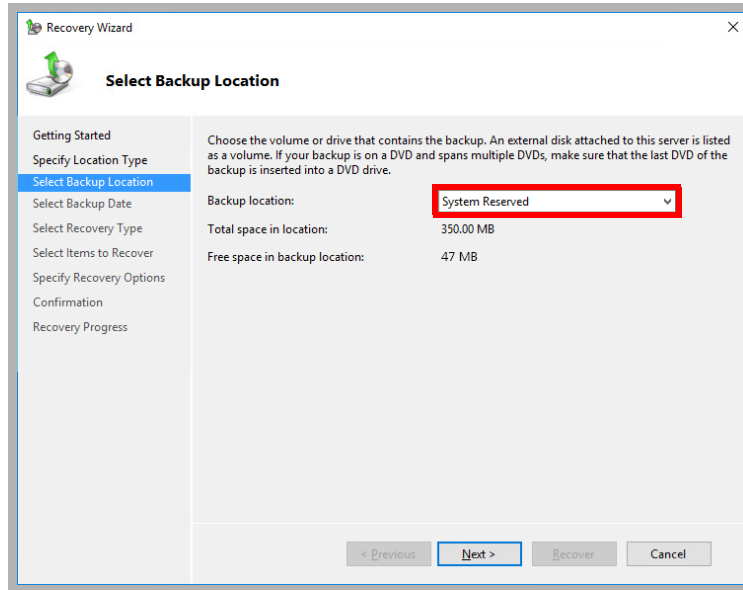 Recovery Wizard
Select Backup Location
Getting Started
Specify Location Type
Select Backup Location
Select Backup Date
Select Recovery Type
Select Items to Recover
Specify Recovery Options
Confirmation
Recovery Progress
Choose the volume or drive that contains the backup. An external disk attached to this server is listed
as a volume. If your backup is on a DVD and spans multiple DVDs, make sure that the last DVD of the
backup is inserted into a DVD drive.
Backup location: System Reserved
Total space in location: 350.00 MB
Free space in backup location: 47 MB
< Previous Next > Recover Cancel